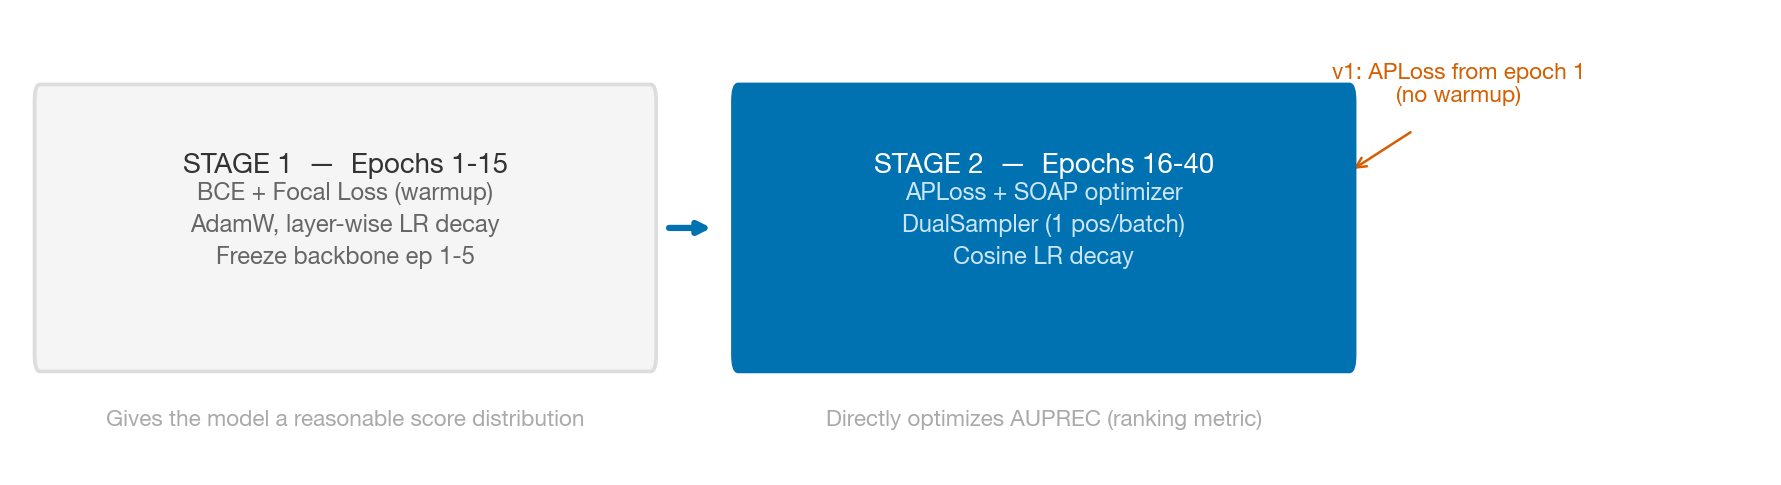 v1: APLoss from epoch 1
(no warmup)
STAGE 1 — Epochs 1-15
BCE + Focal Loss (warmup)
AdamW, layer-wise LR decay
Freeze backbone ep 1-5
STAGE 2 — Epochs 16-40
APLoss + SOAP optimizer
DualSampler (1 pos/batch)
Cosine LR decay
Gives the model a reasonable score distribution
Directly optimizes AUPREC (ranking metric)